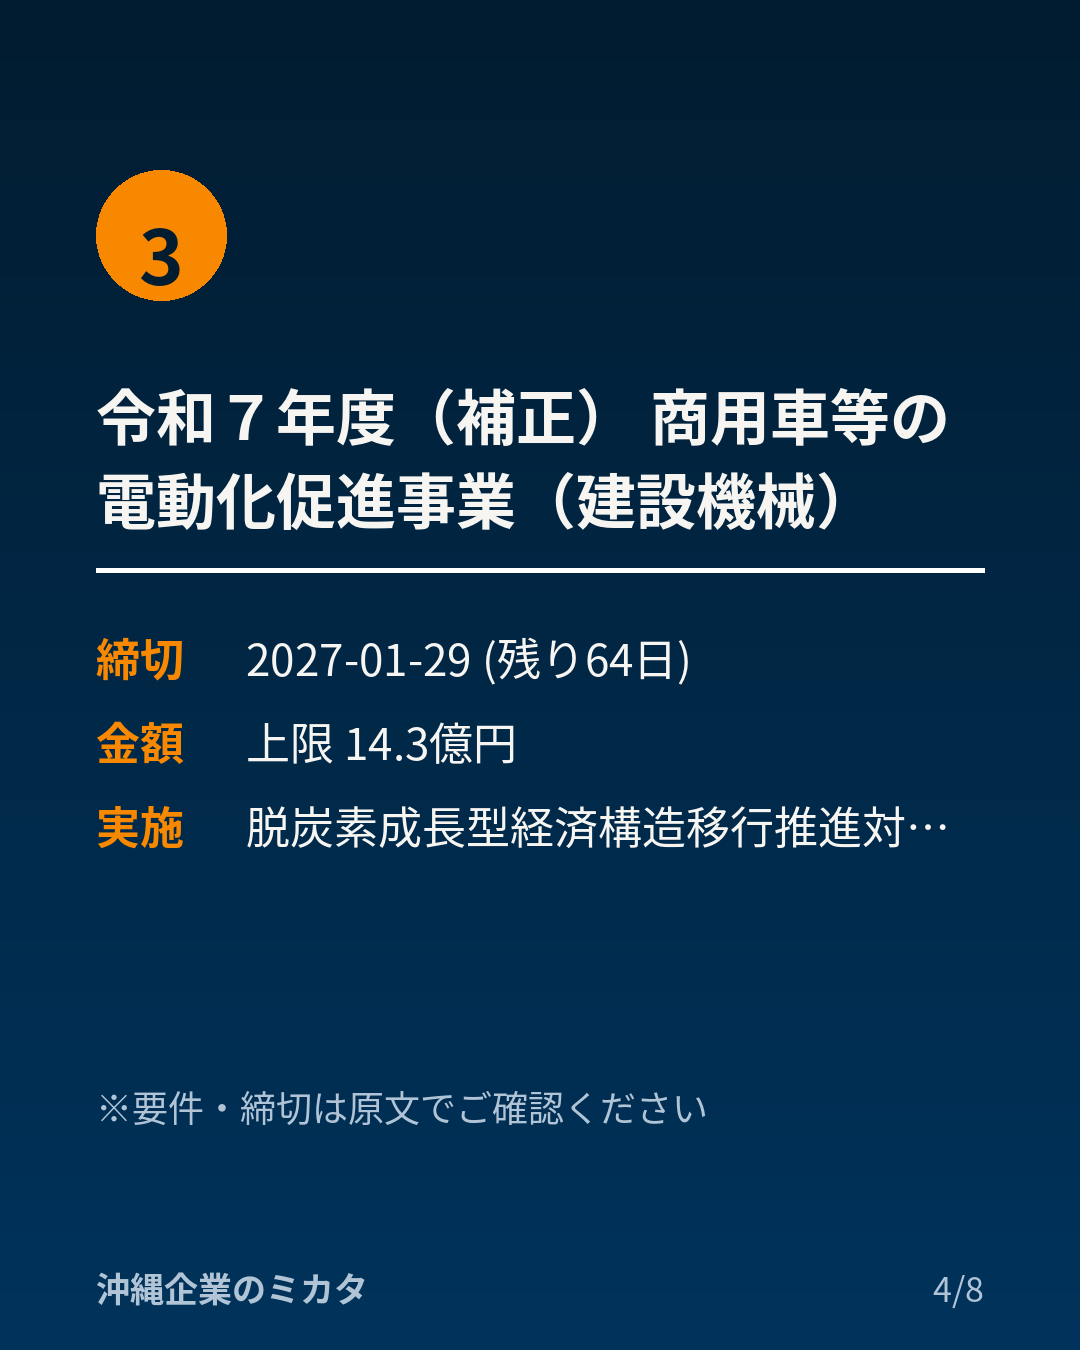 3
令和７年度（補正） 商用車等の
電動化促進事業（建設機械）
締切 2027-01-29 (残り64日)
金額 上限 14.3億円
実施 脱炭素成長型経済構造移行推進対…
※要件・締切は原文でご確認ください
沖縄企業のミカタ 4/8